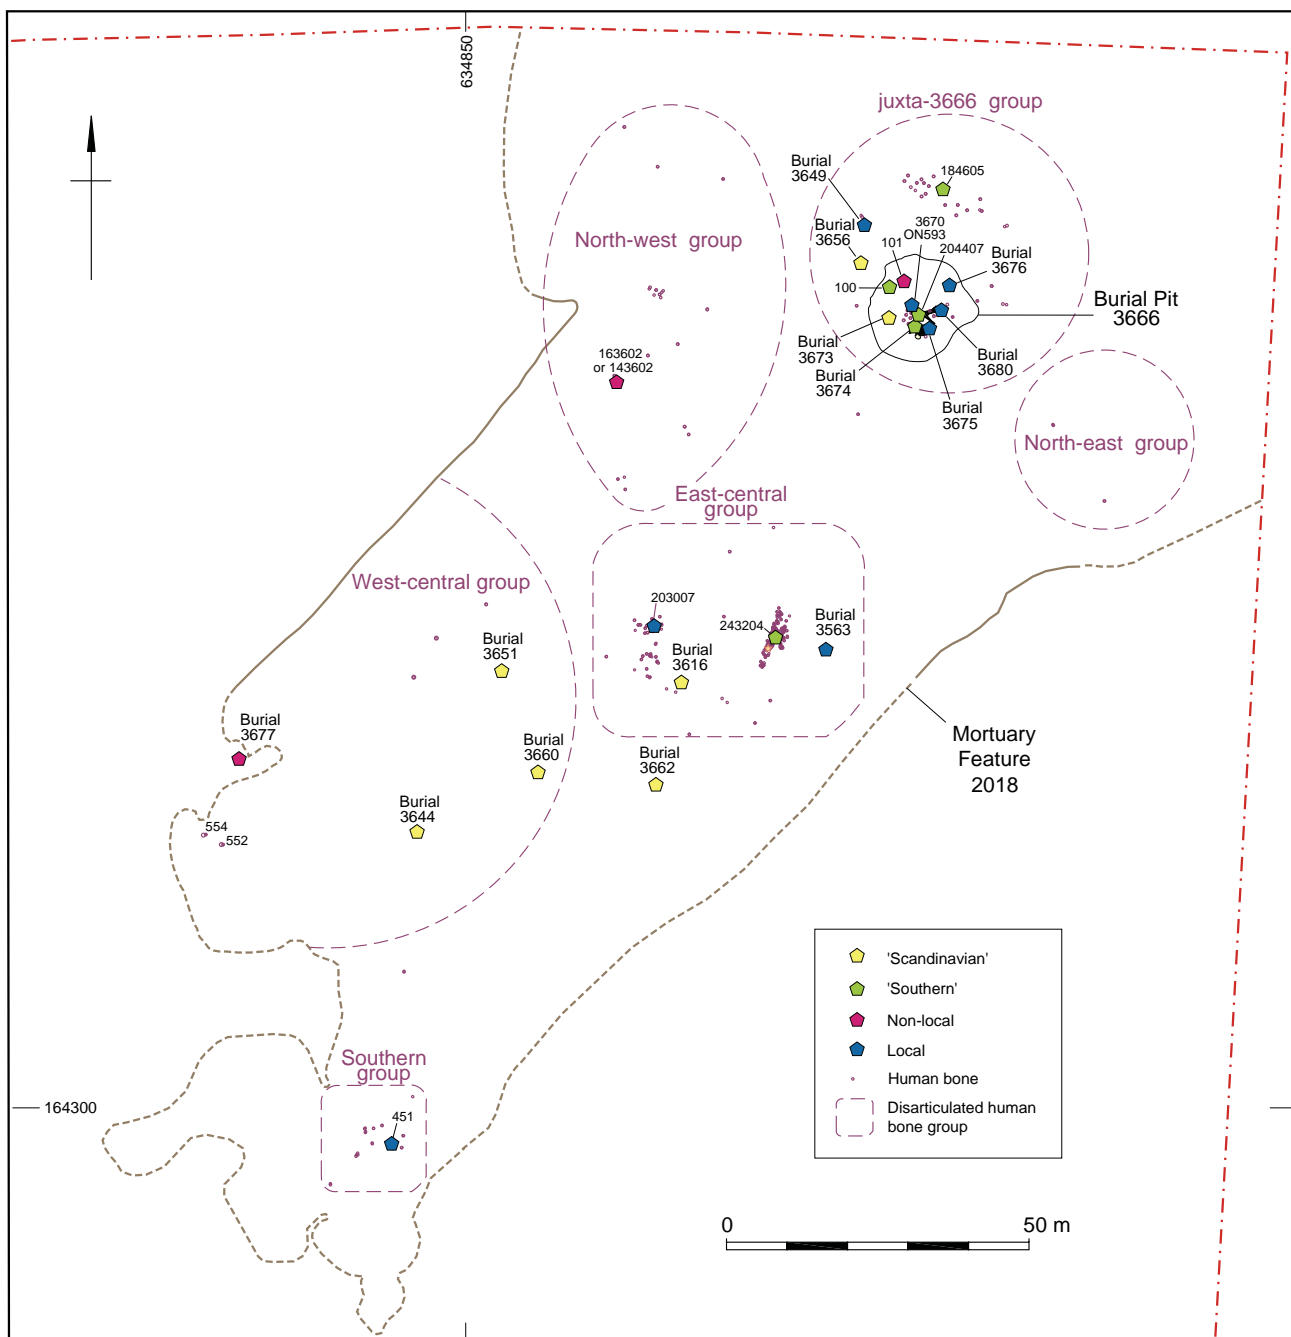 634850
juxta-3666 group
Burial
3649
184605
Burial
3656
3670
ON593
101
204407
Burial
3676
100
North-west group
Burial Pit
3666
Burial
3673
Burial
3674
Burial
3680
Burial
3675
163602
or 143602
North-east group
East-central
group
West-central group
203007
243204
Burial
3563
Burial
3651
Burial
3616
Burial
3677
Burial
3660
Burial
3662
Mortuary
Feature
2018
Burial
3644
554
552
'Scandinavian'
'Southern'
Non-local
Local
Human bone
Disarticulated human
bone group
Southern
group
164300
451
0 50 m